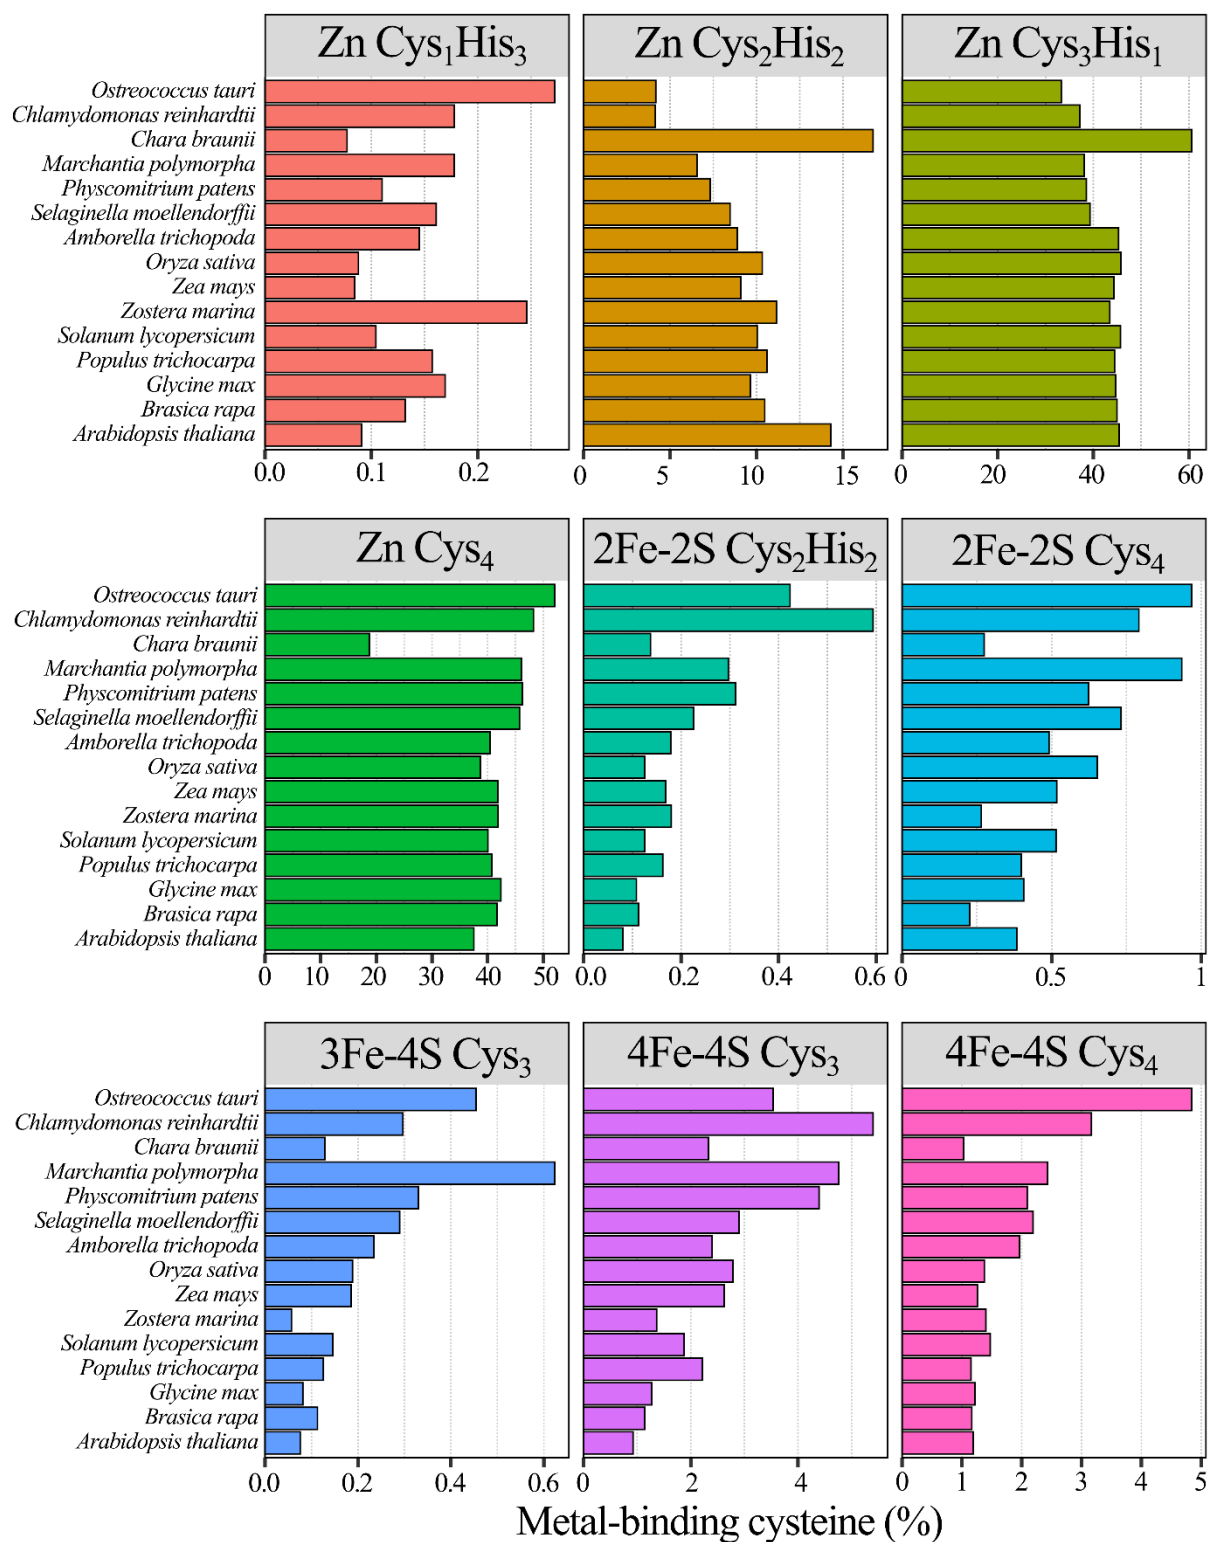 Zn Cys₁His₃ Zn Cys₂His₂ Zn Cys₃His₁
Ostreococcus tauri
Chlamydomonas reinhardtii
Chara braunii
Marchantia polymorpha
Physcomitrium patens
Selaginella moellendorffii
Amborella trichopoda
Oryza sativa
Zea mays
Zostera marina
Solanum lycopersicum
Populus trichocarpa
Glycine max
Brasica rapa
Arabidopsis thaliana
0.0 0.1 0.2 0 5 10 15 0 20 40 60
Zn Cys₄ 2Fe-2S Cys₂His₂ 2Fe-2S Cys₄
Ostreococcus tauri
Chlamydomonas reinhardtii
Chara braunii
Marchantia polymorpha
Physcomitrium patens
Selaginella moellendorffii
Amborella trichopoda
Oryza sativa
Zea mays
Zostera marina
Solanum lycopersicum
Populus trichocarpa
Glycine max
Brasica rapa
Arabidopsis thaliana
0 10 20 30 40 50 0.0 0.2 0.4 0.6 0 0.5 1
3Fe-4S Cys₃ 4Fe-4S Cys₃ 4Fe-4S Cys₄
Ostreococcus tauri
Chlamydomonas reinhardtii
Chara braunii
Marchantia polymorpha
Physcomitrium patens
Selaginella moellendorffii
Amborella trichopoda
Oryza sativa
Zea mays
Zostera marina
Solanum lycopersicum
Populus trichocarpa
Glycine max
Brasica rapa
Arabidopsis thaliana
0.0 0.2 0.4 0.6 0 2 4 0 1 2 3 4 5
Metal-binding cysteine (%)